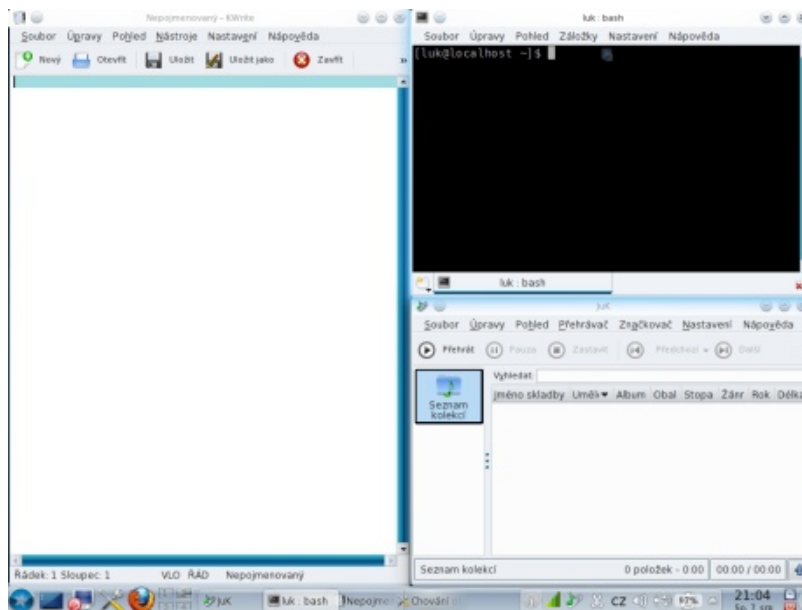 Nepojmenovaný – KWrite
Soubor Úpravy Pohled Nástroje Nastavení Nápověda
Nový Otevřít Uložit Uložit jako Zavřít
Řádek: 1 Sloupec: 1 VLO ŘÁD Nepojmenovaný
luk : bash
Soubor Úpravy Pohled Záložky Nastavení Nápověda
[luk@localhost ~]$
luk : bash
JuK
Soubor Úpravy Pohled Přehrávač Značkovač Nastavení Nápověda
Přehrát Pauza Zastavit Předchozí Další
Vyhledat:
Seznam kolekcí
Jméno skladby Uměl Album Obal Stopa Žánr Rok Délka
Seznam kolekcí 0 položek - 0:00 00:00 / 00:00
JuK luk : bash Nepojme Chování o CZ 97% 21:04